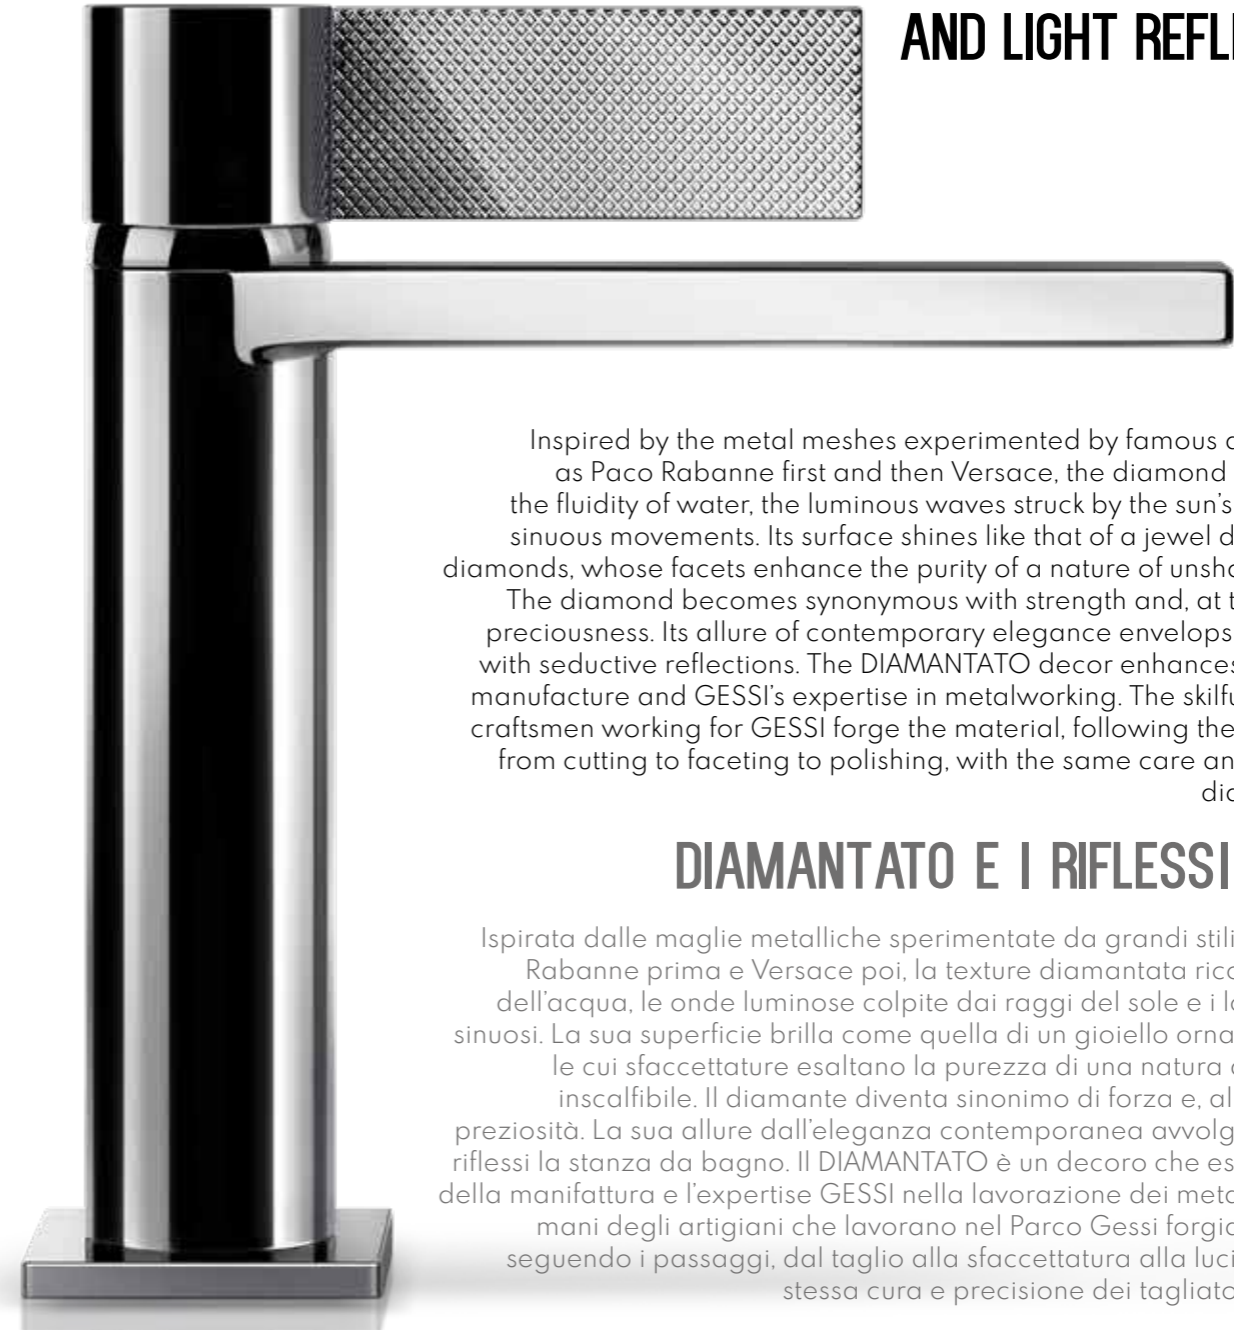 AND LIGHT REFLE
Inspired by the metal meshes experimented by famous
as Paco Rabanne first and then Versace, the diamond
the fluidity of water, the luminous waves struck by the sun's
sinuous movements. Its surface shines like that of a jewel d
diamonds, whose facets enhance the purity of a nature of unsha
The diamond becomes synonymous with strength and, at t
preciousness. Its allure of contemporary elegance envelops
with seductive reflections. The DIAMANTATO decor enhances
manufacture and GESSI's expertise in metalworking. The skilfu
craftsmen working for GESSI forge the material, following the
from cutting to faceting to polishing, with the same care an
dia
DIAMANTATO E I RIFLESSI
Ispirata dalle maglie metalliche sperimentate da grandi stili
Rabanne prima e Versace poi, la texture diamantata rico
dell'acqua, le onde luminose colpite dai raggi del sole e i lo
sinuosi. La sua superficie brilla come quella di un gioiello orna
le cui sfaccettature esaltano la purezza di una natura
inscalfibile. Il diamante diventa sinonimo di forza e, al
preziosità. La sua allure dall'eleganza contemporanea avvolg
riflessi la stanza da bagno. Il DIAMANTATO è un decoro che es
della manifattura e l'expertise GESSI nella lavorazione dei meta
mani degli artigiani che lavorano nel Parco Gessi forgia
seguendo i passaggi, dal taglio alla sfaccettatura alla luci
stessa cura e precisione dei tagliato